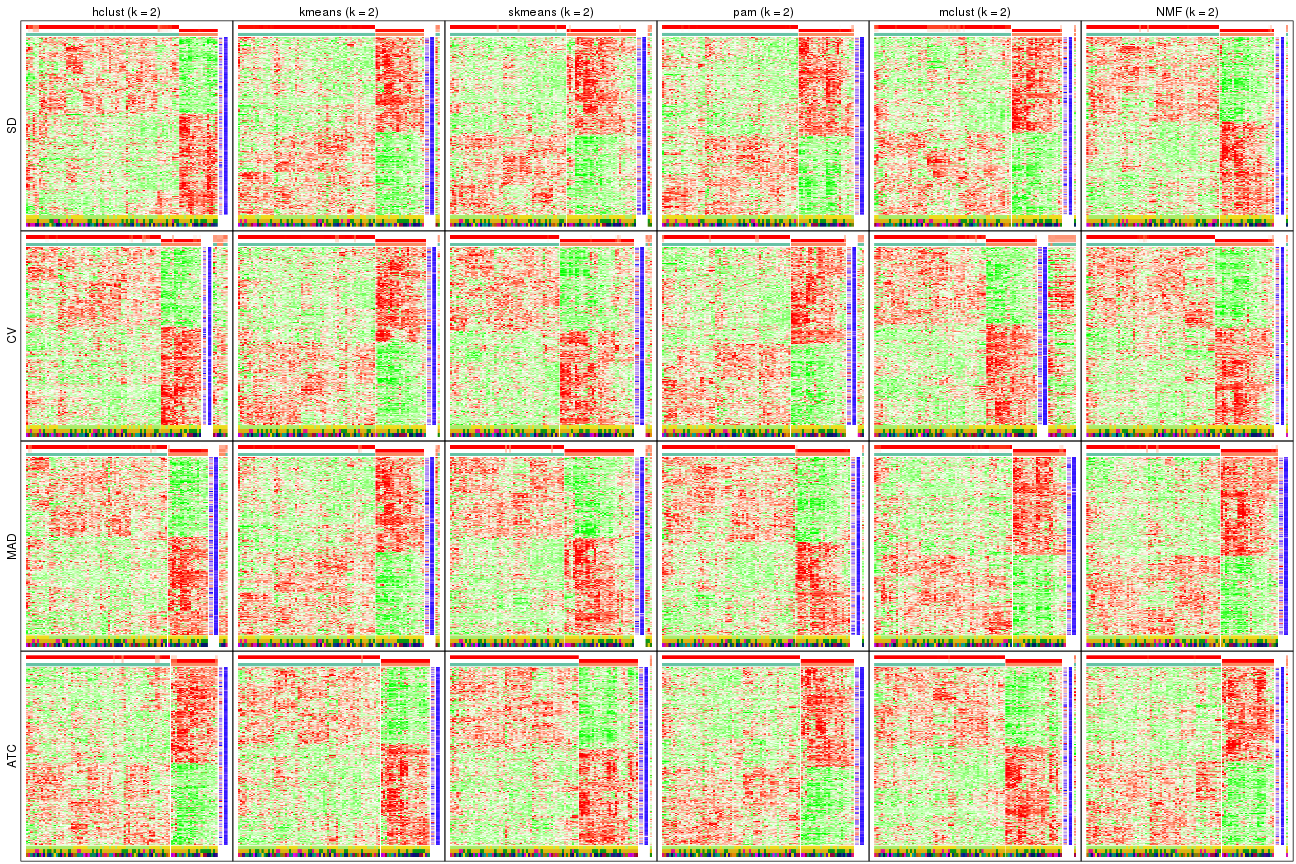 hclust (k = 2) kmeans (k = 2) skmeans (k = 2) pam (k = 2) mclust (k = 2) NMF (k = 2)
SD
CV
MAD
ATC